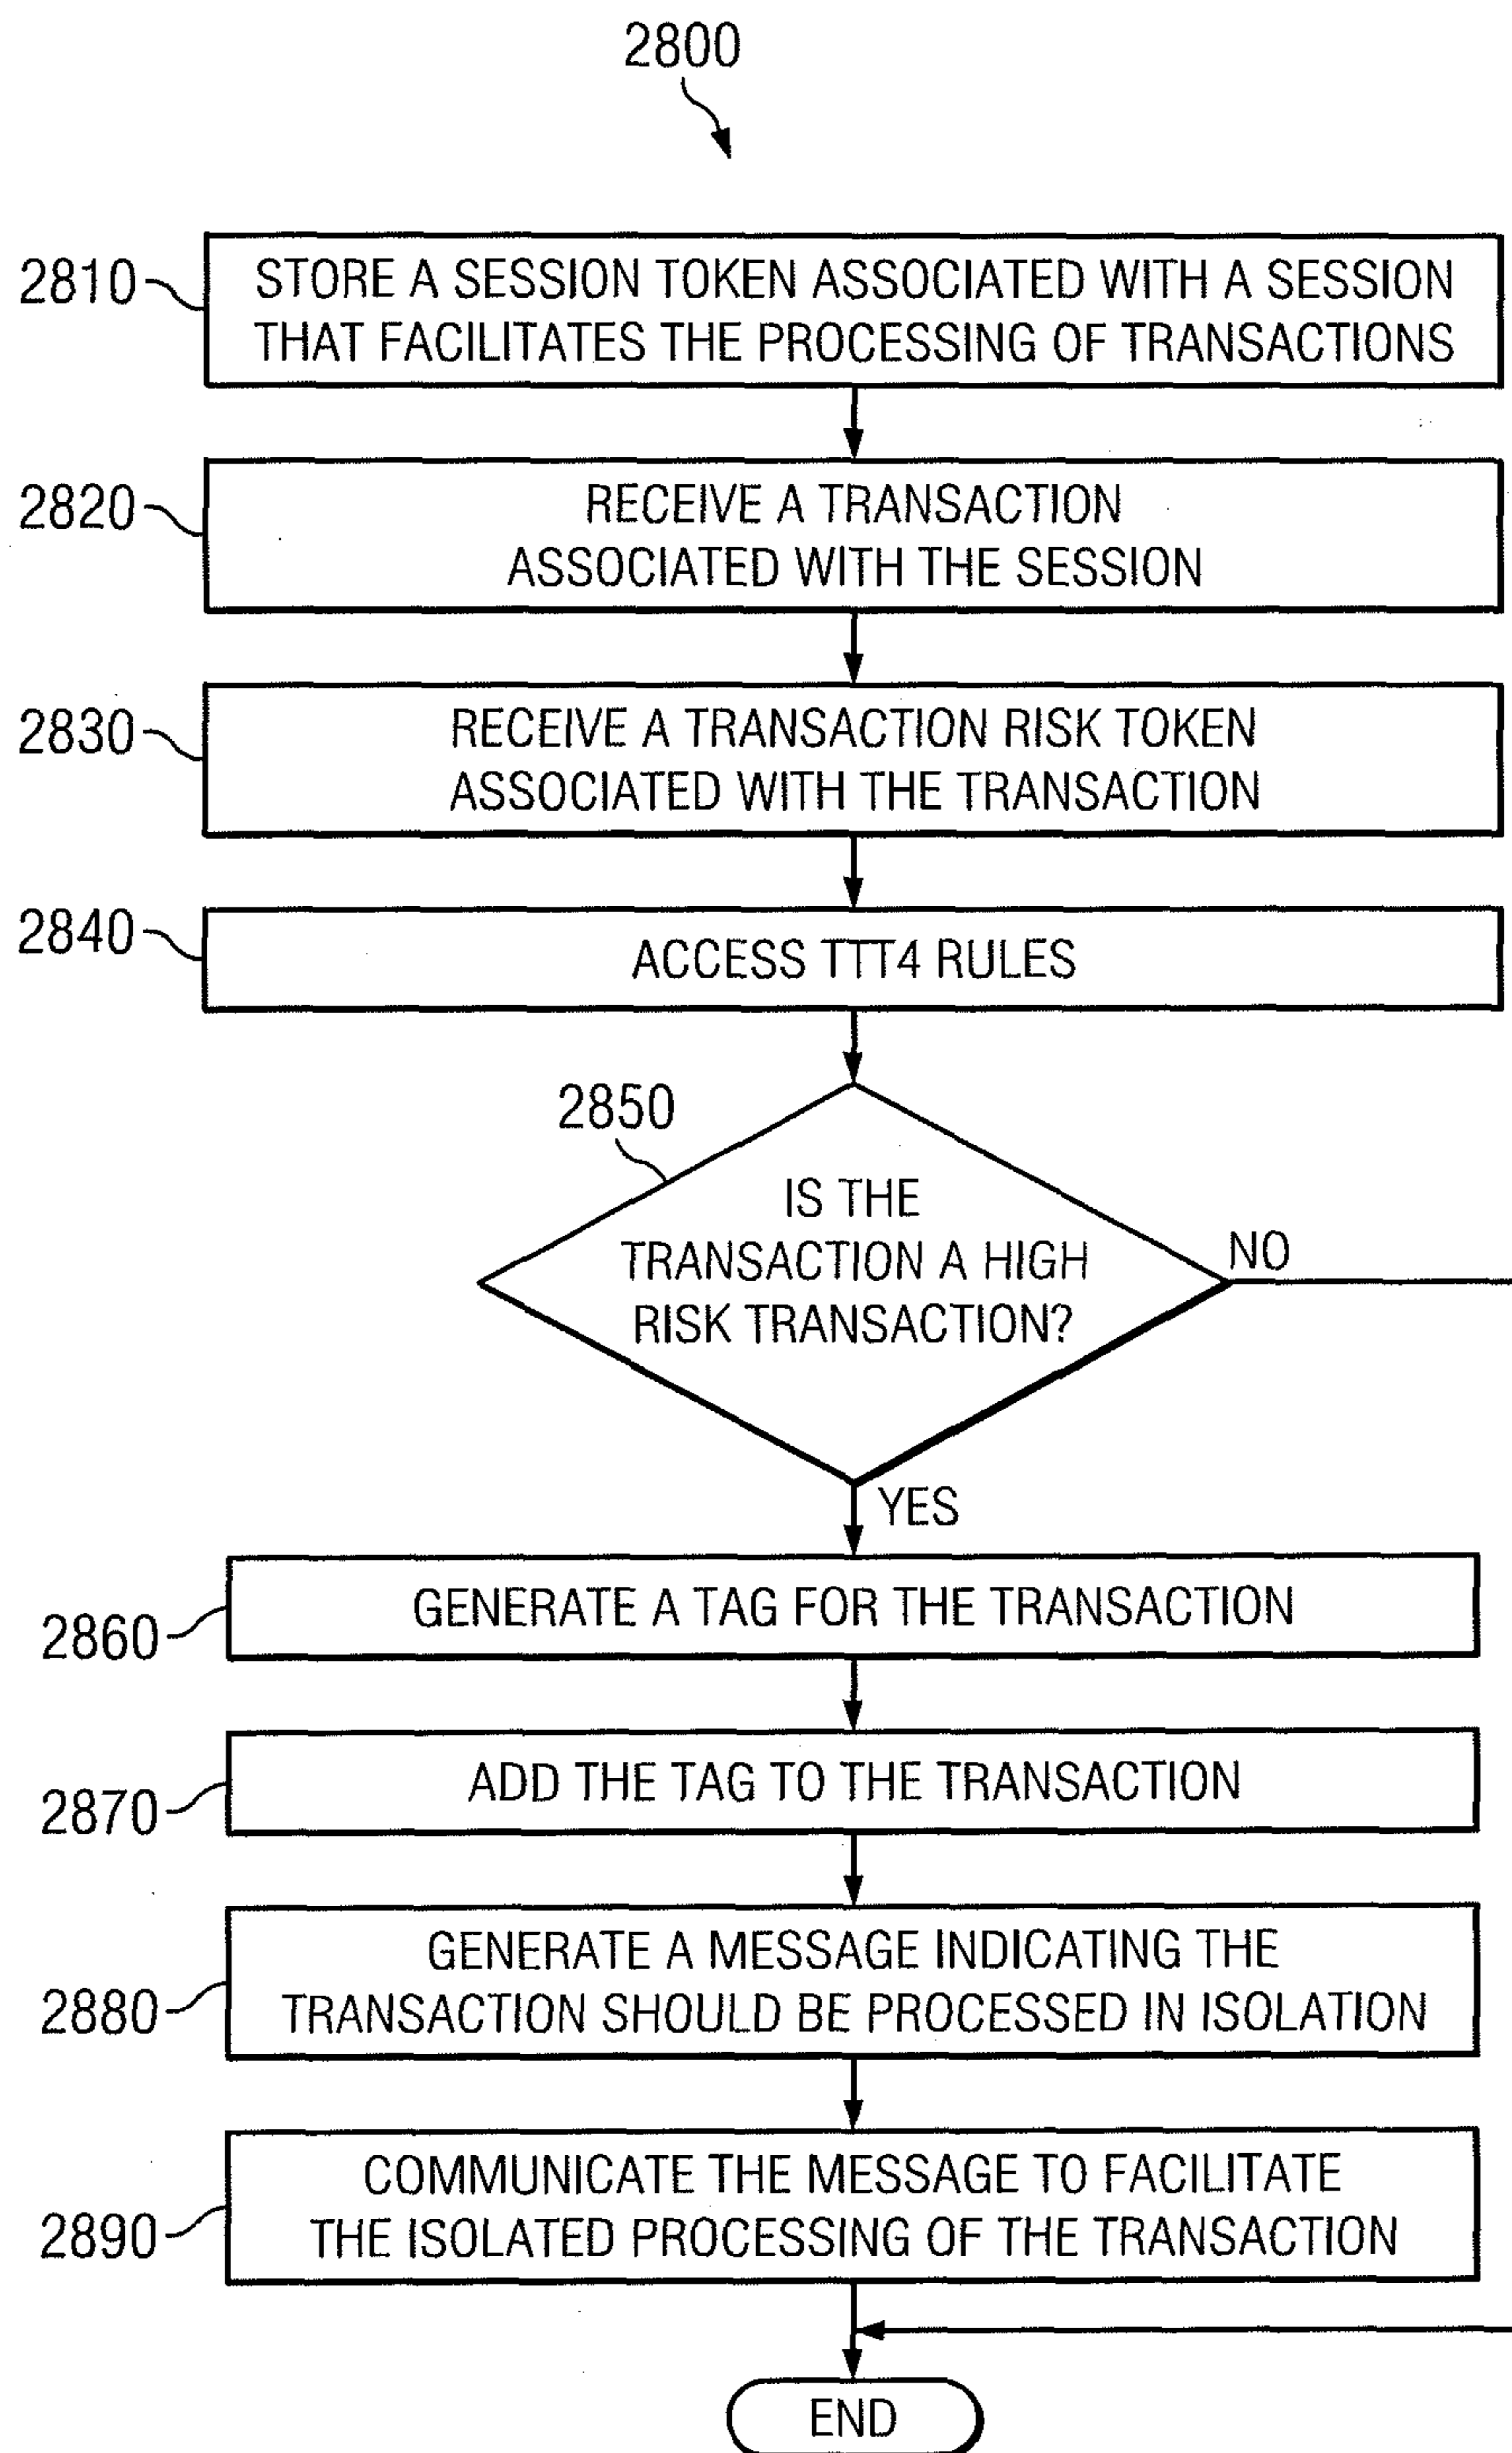 2800
2810
STORE A SESSION TOKEN ASSOCIATED WITH A SESSION
THAT FACILITATES THE PROCESSING OF TRANSACTIONS
2820
RECEIVE A TRANSACTION
ASSOCIATED WITH THE SESSION
2830
RECEIVE A TRANSACTION RISK TOKEN
ASSOCIATED WITH THE TRANSACTION
2840
ACCESS TTT4 RULES
2850
IS THE
TRANSACTION A HIGH
RISK TRANSACTION?
NO
YES
2860
GENERATE A TAG FOR THE TRANSACTION
2870
ADD THE TAG TO THE TRANSACTION
2880
GENERATE A MESSAGE INDICATING THE
TRANSACTION SHOULD BE PROCESSED IN ISOLATION
2890
COMMUNICATE THE MESSAGE TO FACILITATE
THE ISOLATED PROCESSING OF THE TRANSACTION
END